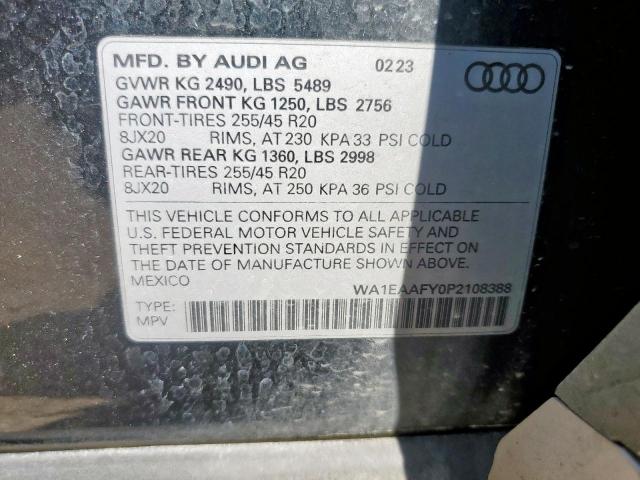 MFD. BY AUDI AG 0223
GVWR KG 2490, LBS 5489
GAWR FRONT KG 1250, LBS 2756
FRONT-TIRES 255/45 R20
8JX20 RIMS, AT 230 KPA 33 PSI COLD
GAWR REAR KG 1360, LBS 2998
REAR-TIRES 255/45 R20
8JX20 RIMS, AT 250 KPA 36 PSI COLD
THIS VEHICLE CONFORMS TO ALL APPLICABLE
U.S. FEDERAL MOTOR VEHICLE SAFETY AND
THEFT PREVENTION STANDARDS IN EFFECT ON
THE DATE OF MANUFACTURE SHOWN ABOVE.
MEXICO WA1EAAFY0P2108388
TYPE:
MPV